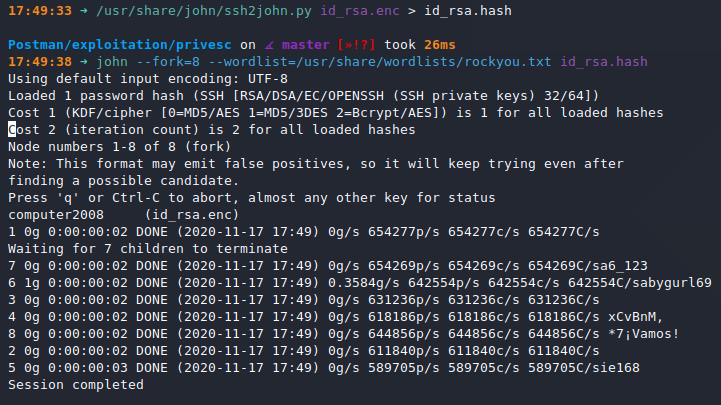 17:49:33 → /usr/share/john/ssh2john.py id_rsa.enc > id_rsa.hash
Postman/exploitation/privesc on master [»!?] took 26ms
17:49:38 → john --fork=8 --wordlist=/usr/share/wordlists/rockyou.txt id_rsa.hash
Using default input encoding: UTF-8
Loaded 1 password hash (SSH [RSA/DSA/EC/OPENSSH (SSH private keys) 32/64])
Cost 1 (KDF/cipher [0=MD5/AES 1=MD5/3DES 2=Bcrypt/AES]) is 1 for all loaded hashes
Cost 2 (iteration count) is 2 for all loaded hashes
Node numbers 1-8 of 8 (fork)
Note: This format may emit false positives, so it will keep trying even after
finding a possible candidate.
Press 'q' or Ctrl-C to abort, almost any other key for status
computer2008     (id_rsa.enc)
1 0g 0:00:00:02 DONE (2020-11-17 17:49) 0g/s 654277p/s 654277c/s 654277C/s
Waiting for 7 children to terminate
7 0g 0:00:00:02 DONE (2020-11-17 17:49) 0g/s 654269p/s 654269c/s 654269C/sa6_123
6 1g 0:00:00:02 DONE (2020-11-17 17:49) 0.3584g/s 642554p/s 642554c/s 642554C/sabygurl69
3 0g 0:00:00:02 DONE (2020-11-17 17:49) 0g/s 631236p/s 631236c/s 631236C/s
4 0g 0:00:00:02 DONE (2020-11-17 17:49) 0g/s 618186p/s 618186c/s 618186C/s xCvBnM,
8 0g 0:00:00:02 DONE (2020-11-17 17:49) 0g/s 644856p/s 644856c/s 644856C/s *7¡Vamos!
2 0g 0:00:00:02 DONE (2020-11-17 17:49) 0g/s 611840p/s 611840c/s 611840C/s
5 0g 0:00:00:03 DONE (2020-11-17 17:49) 0g/s 589705p/s 589705c/s 589705C/sie168
Session completed